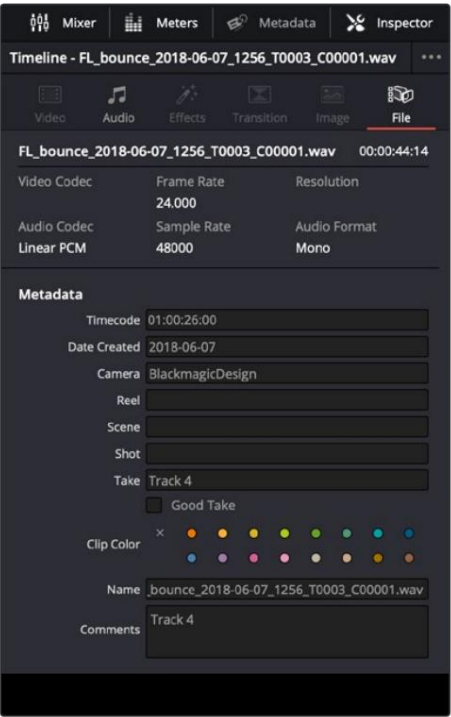 Mixer Meters Metadata Inspector
Timeline - FL_bounce_2018-06-07_1256_T0003_C00001.wav •••
Video Audio Effects Transition Image File
FL_bounce_2018-06-07_1256_T0003_C00001.wav 00:00:44:14
Video Codec Frame Rate Resolution
24.000
Audio Codec Sample Rate Audio Format
Linear PCM 48000 Mono
Metadata
Timecode 01:00:26:00
Date Created 2018-06-07
Camera BlackmagicDesign
Reel
Scene
Shot
Take Track 4
Good Take
Clip Color
Name _bounce_2018-06-07_1256_T0003_C00001.wav
Comments Track 4